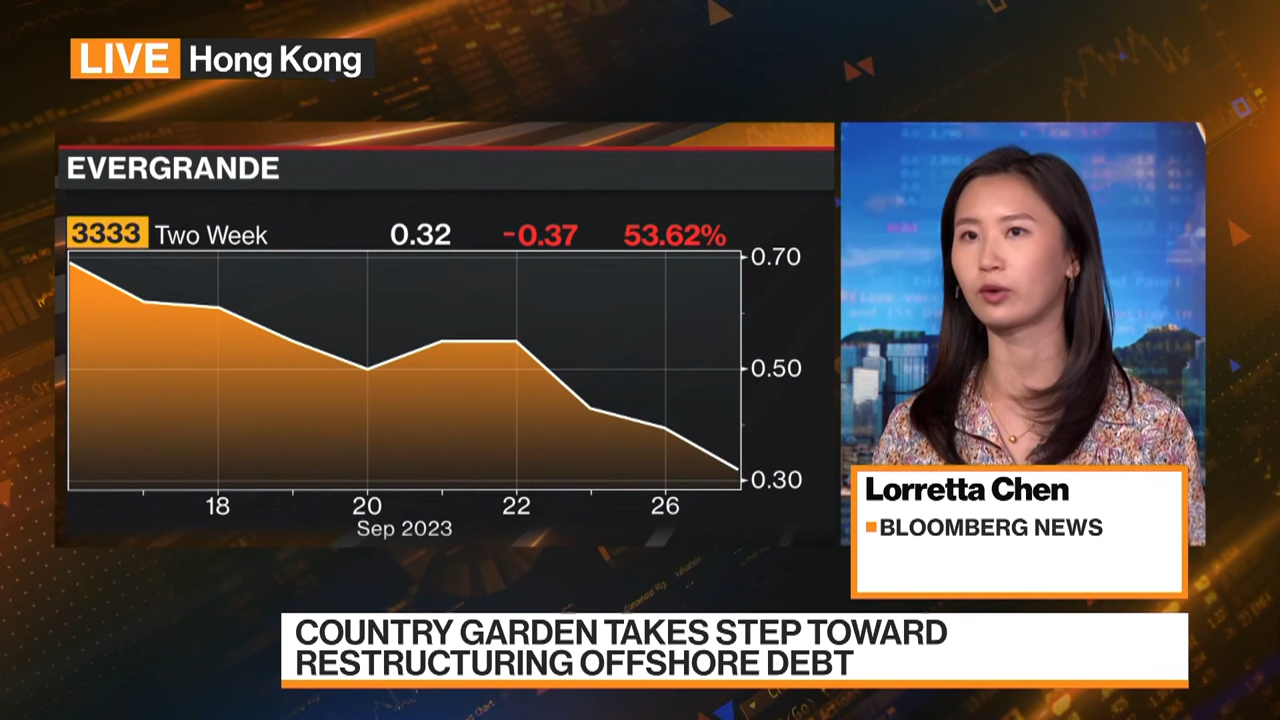 LIVE Hong Kong
EVERGRANDE
3333 Two Week 0.32 -0.37 53.62%
0.70
0.50
0.30
18 20 22 26
Sep 2023
Lorretta Chen
BLOOMBERG NEWS
COUNTRY GARDEN TAKES STEP TOWARD
RESTRUCTURING OFFSHORE DEBT